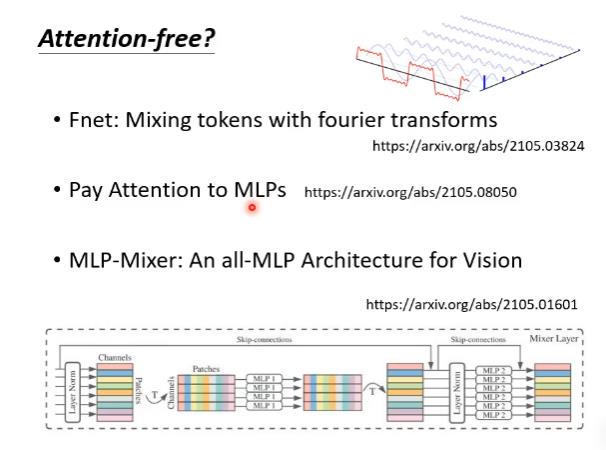 Attention-free?
• Fnet: Mixing tokens with fourier transforms
https://arxiv.org/abs/2105.03824
• Pay Attention to MLPs https://arxiv.org/abs/2105.08050
• MLP-Mixer: An all-MLP Architecture for Vision
https://arxiv.org/abs/2105.01601
Skip-connections
Skip-connections
Mixer Layer
Layer Norm
Channels
Patches
T
Channels
Patches
MLP 1
MLP 1
MLP 1
MLP 1
T
Layer Norm
MLP 2
MLP 2
MLP 2
MLP 2
MLP 2
MLP 2